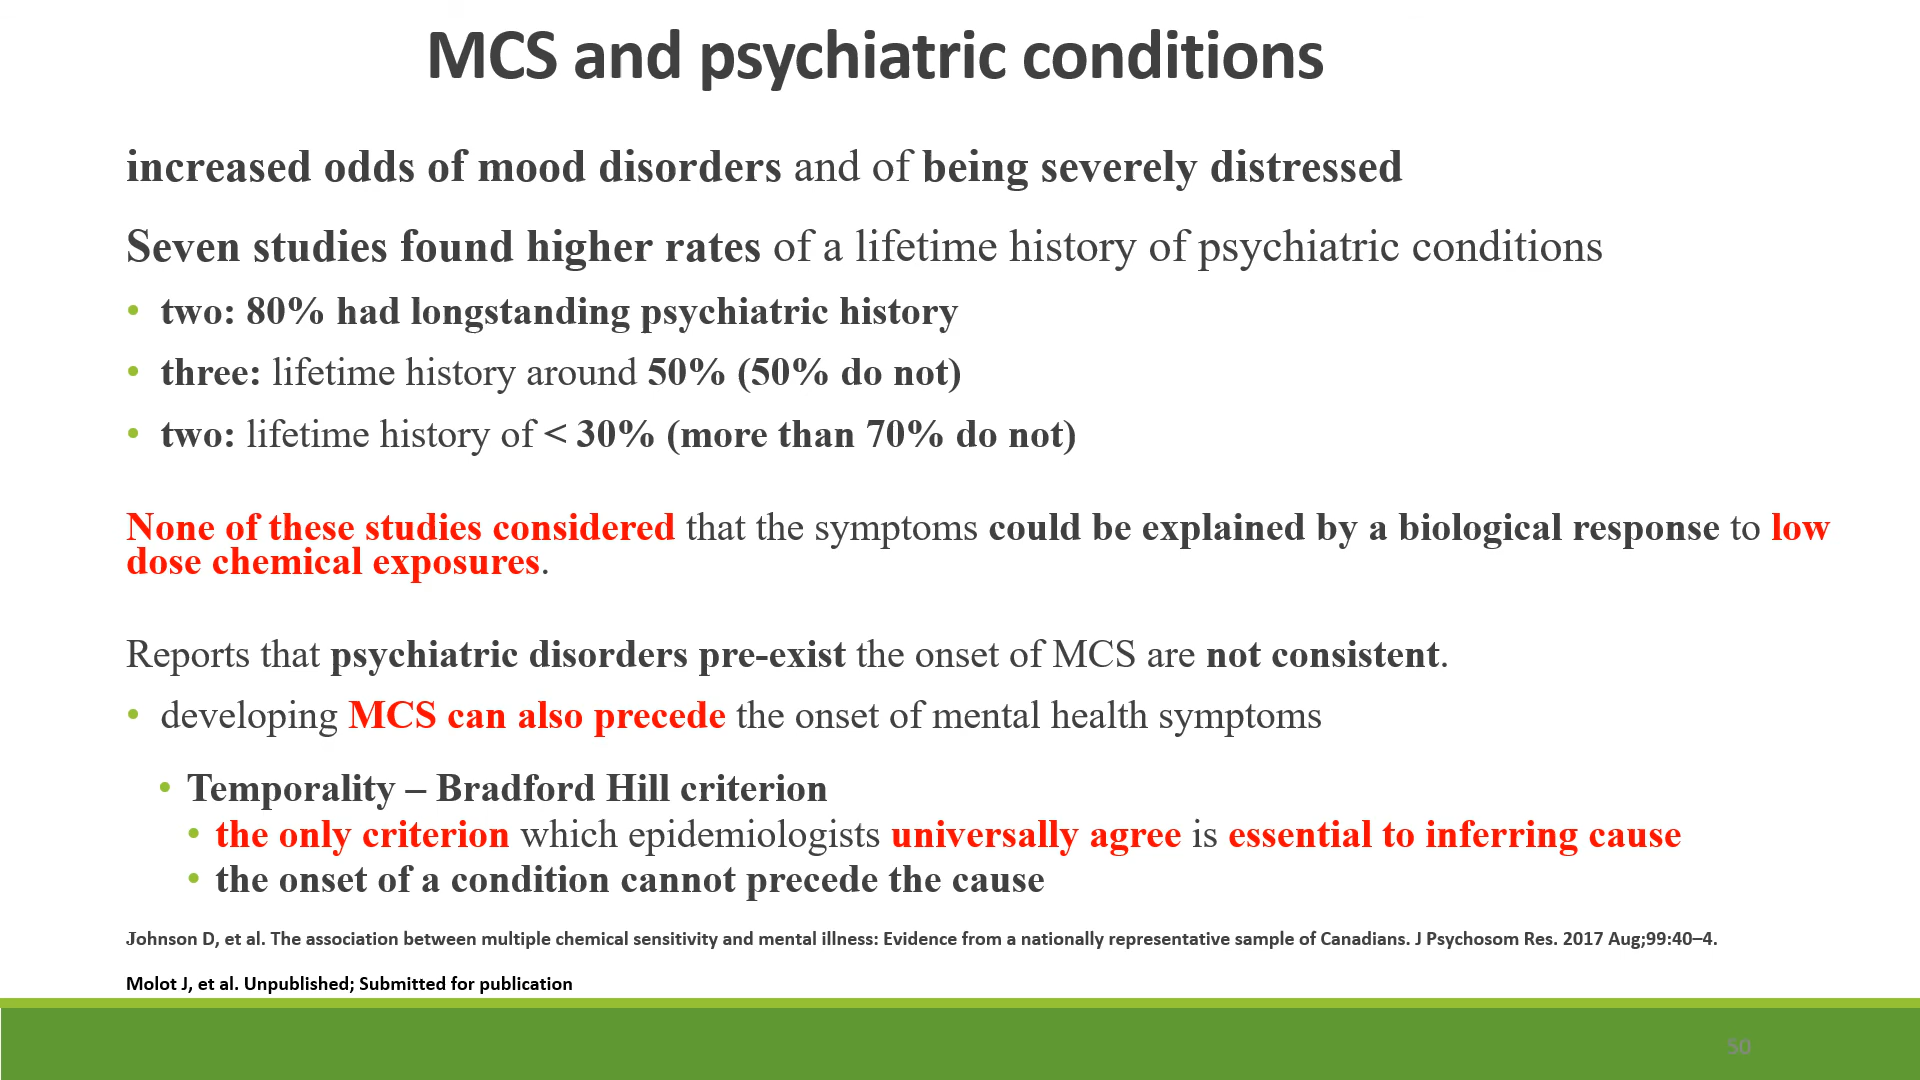 MCS and psychiatric conditions
increased odds of mood disorders and of being severely distressed
Seven studies found higher rates of a lifetime history of psychiatric conditions
• two: 80% had longstanding psychiatric history
• three: lifetime history around 50% (50% do not)
• two: lifetime history of < 30% (more than 70% do not)
None of these studies considered that the symptoms could be explained by a biological response to low
dose chemical exposures.
Reports that psychiatric disorders pre-exist the onset of MCS are not consistent.
• developing MCS can also precede the onset of mental health symptoms
• Temporality – Bradford Hill criterion
• the only criterion which epidemiologists universally agree is essential to inferring cause
• the onset of a condition cannot precede the cause
Johnson D, et al. The association between multiple chemical sensitivity and mental illness: Evidence from a nationally representative sample of Canadians. J Psychosom Res. 2017 Aug;99:40–4.
Molot J, et al. Unpublished; Submitted for publication
50